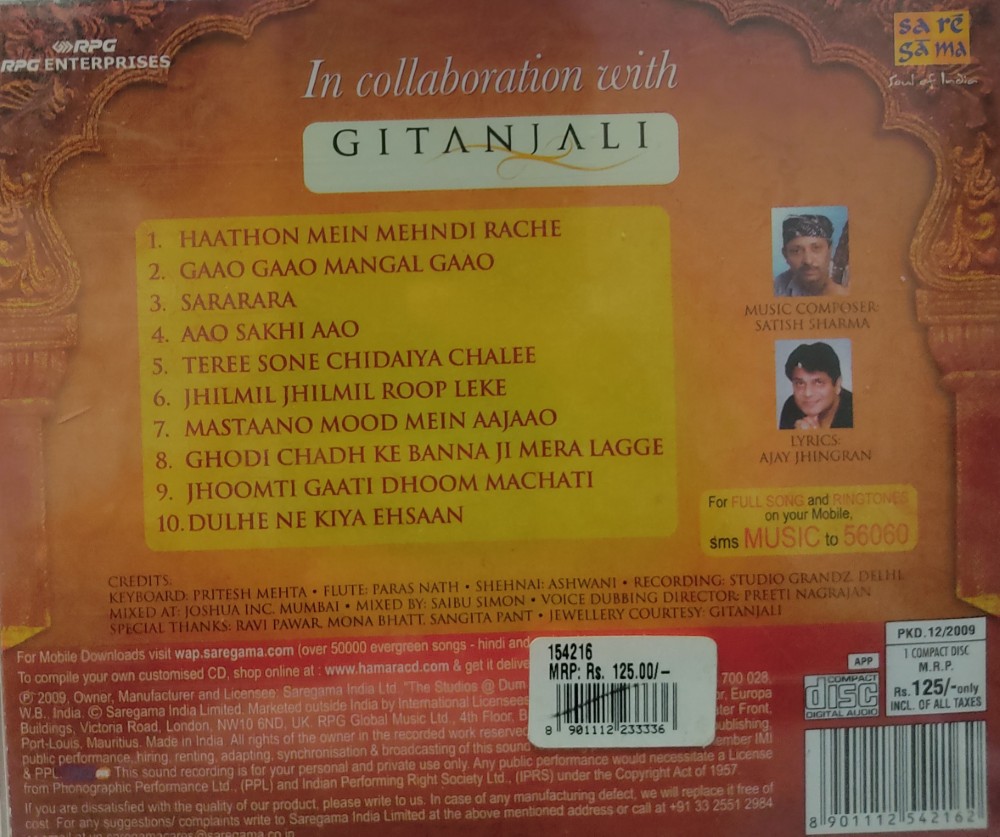 RPG
RPG ENTERPRISES
sa rē
gā ma
Soul of India
In collaboration with
GITANJALI
1. HAATHON MEIN MEHNDI RACHE
2. GAAO GAAO MANGAL GAAO
3. SARARARA
4. AAO SAKHI AAO
5. TEREE SONE CHIDAIYA CHALEE
6. JHILMIL JHILMIL ROOP LEKE
7. MASTAANO MOOD MEIN AAJAAO
8. GHODI CHADH KE BANNA JI MERA LAGGE
9. JHOOMTI GAATI DHOOM MACHATI
10. DULHE NE KIYA EHSAAN
MUSIC COMPOSER:
SATISH SHARMA
LYRICS:
AJAY JHINGRAN
For FULL SONG and RINGTONES
on your Mobile,
sms MUSIC to 56060
CREDITS.
KEYBOARD: PRITESH MEHTA • FLUTE: PARAS NATH • SHEHNAI: ASHWANI • RECORDING: STUDIO GRANDZ, DELHI.
MIXED AT: JOSHUA INC. MUMBAI • MIXED BY: SAIBU SIMON • VOICE DUBBING DIRECTOR: PREETI NAGRAJAN
SPECIAL THANKS: RAVI PAWAR, MONA BHATT, SANGITA PANT • JEWELLERY COURTESY: GITANJALI
For Mobile Downloads visit wap.saregama.com (over 50000 evergreen songs - hindi and
To compile your own customised CD, shop online at : www.hamaracd.com & get it delive
℗ 2009, Owner, Manufacturer and Licensee: Saregama India Ltd. "The Studios @ Dum 700 028,
W.B. India. © Saregama India Limited. Marketed outside India by International Licensees Europa
Buildings, Victoria Road, London, NW10 6ND, UK. RPG Global Music Ltd., 4th Floor, B ter Front,
Port-Louis, Mauritius. Made in India. All rights of the owner in the recorded work reserved ublishing,
public performance, hiring, renting, adapting, synchronisation & broadcasting of this sound ember IMI
& PPL This sound recording is for your personal and private use only. Any public performance would necessitate a License
from Phonographic Performance Ltd., (PPL) and Indian Performing Right Society Ltd., (IPRS) under the Copyright Act of 1957.
If you are dissatisfied with the quality of our product, please write to us. In case of any manufacturing defect, we will replace it free of
cost. For any suggestions/ complaints write to Saregama India Limited at the above mentioned address or call at +91 33 2551 2984
154216
MRP: Rs. 125.00/-
8 901112 233336
APP
COMPACT
disc
DIGITAL AUDIO
PKD.12/2009
1 COMPACT DISC
M.R.P.
Rs.125/-only
INCL. OF ALL TAXES
8 901112 542162